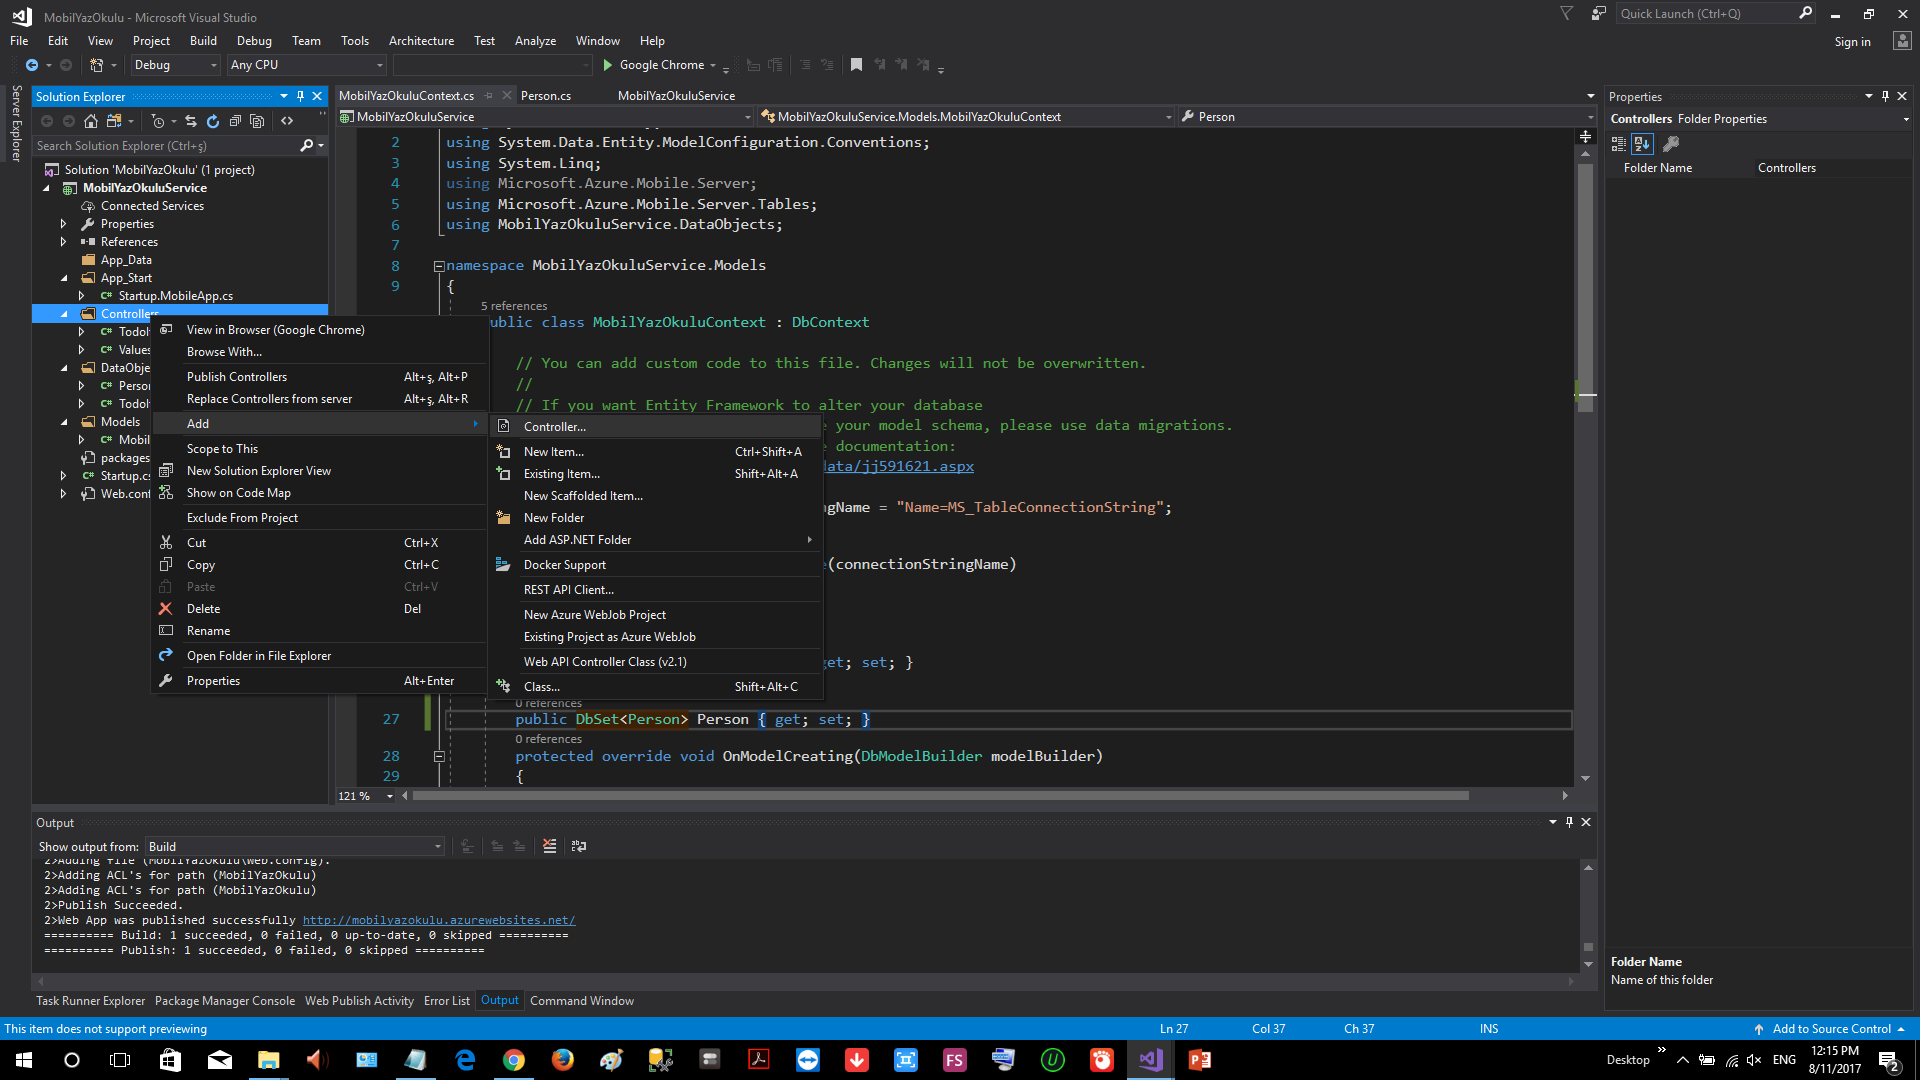 MobilYazOkulu - Microsoft Visual Studio
Quick Launch (Ctrl+Q)
File Edit View Project Build Debug Team Tools Architecture Test Analyze Window Help
Sign in
Debug Any CPU Google Chrome
Server Explorer
Solution Explorer
Search Solution Explorer (Ctrl+ş)
Solution 'MobilYazOkulu' (1 project)
MobilYazOkuluService
Connected Services
Properties
References
App_Data
App_Start
Startup.MobileApp.cs
Controllers
TodoI
Values
DataObje
Person
TodoI
Models
Mobil
packages
Startup.cs
Web.conf
View in Browser (Google Chrome)
Browse With...
Publish Controllers Alt+ş, Alt+P
Replace Controllers from server Alt+ş, Alt+R
Add
Scope to This
New Solution Explorer View
Show on Code Map
Exclude From Project
Cut Ctrl+X
Copy Ctrl+C
Paste Ctrl+V
Delete Del
Rename
Open Folder in File Explorer
Properties Alt+Enter
Controller...
New Item... Ctrl+Shift+A
Existing Item... Shift+Alt+A
New Scaffolded Item...
New Folder
Add ASP.NET Folder
Docker Support
REST API Client...
New Azure WebJob Project
Existing Project as Azure WebJob
Web API Controller Class (v2.1)
Class... Shift+Alt+C
MobilYazOkuluContext.cs Person.cs MobilYazOkuluService
MobilYazOkuluService MobilYazOkuluService.Models.MobilYazOkuluContext Person
2 using System.Data.Entity.ModelConfiguration.Conventions;
3 using System.Linq;
4 using Microsoft.Azure.Mobile.Server;
5 using Microsoft.Azure.Mobile.Server.Tables;
6 using MobilYazOkuluService.DataObjects;
7
8 namespace MobilYazOkuluService.Models
9 {
5 references
ublic class MobilYazOkuluContext : DbContext
// You can add custom code to this file. Changes will not be overwritten.
//
// If you want Entity Framework to alter your database
your model schema, please use data migrations.
documentation:
data/jj591621.aspx
ngName = "Name=MS_TableConnectionString";
(connectionStringName)
get; set; }
0 references
27 public DbSet<Person> Person { get; set; }
0 references
28 protected override void OnModelCreating(DbModelBuilder modelBuilder)
29 {
121 %
Properties
Controllers Folder Properties
Folder Name Controllers
Folder Name
Name of this folder
Output
Show output from: Build
2>Adding file (MobilYazOkulu\Web.config).
2>Adding ACL's for path (MobilYazOkulu)
2>Adding ACL's for path (MobilYazOkulu)
2>Publish Succeeded.
2>Web App was published successfully http://mobilyazokulu.azurewebsites.net/
========== Build: 1 succeeded, 0 failed, 0 up-to-date, 0 skipped ==========
========== Publish: 1 succeeded, 0 failed, 0 skipped ==========
Task Runner Explorer Package Manager Console Web Publish Activity Error List Output Command Window
This item does not support previewing Ln 27 Col 37 Ch 37 INS Add to Source Control
FS
Desktop ENG 12:15 PM
8/11/2017
2